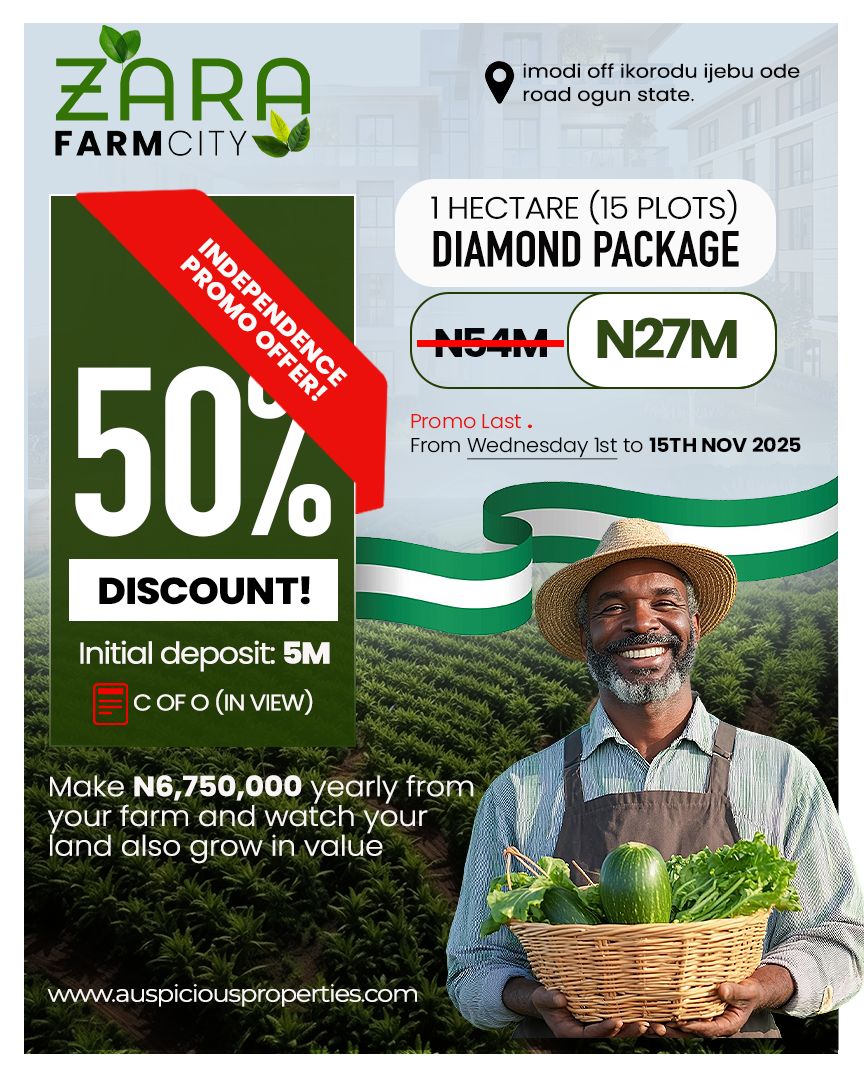 ZARA
FARMCITY
imodi off ikorodu ijebu ode
road ogun state.
1 HECTARE (15 PLOTS)
DIAMOND PACKAGE
N54M N27M
INDEPENDENCE
PROMO OFFER!
50%
DISCOUNT!
Initial deposit: 5M
C OF O (IN VIEW)
Promo Last .
From Wednesday 1st to 15TH NOV 2025
Make N6,750,000 yearly from
your farm and watch your
land also grow in value
www.auspiciousproperties.com